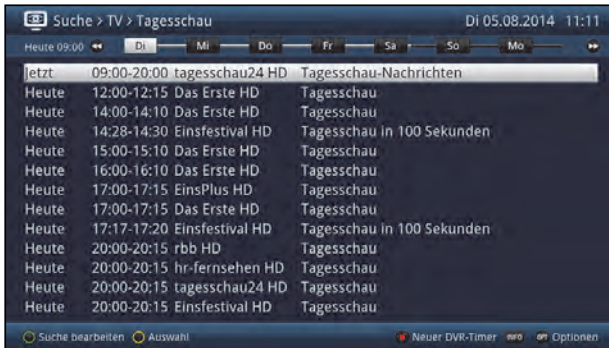 Suche > TV > Tagesschau Di 05.08.2014 11:11
Heute 09:00 Di Mi Do Fr Sa So Mo
Jetzt 09:00-20:00 tagesschau24 HD Tagesschau-Nachrichten
Heute 12:00-12:15 Das Erste HD Tagesschau
Heute 14:00-14:10 Das Erste HD Tagesschau
Heute 14:28-14:30 Einsfestival HD Tagesschau in 100 Sekunden
Heute 15:00-15:10 Das Erste HD Tagesschau
Heute 16:00-16:10 Das Erste HD Tagesschau
Heute 17:00-17:15 EinsPlus HD Tagesschau
Heute 17:00-17:15 Das Erste HD Tagesschau
Heute 17:17-17:20 Einsfestival HD Tagesschau in 100 Sekunden
Heute 20:00-20:15 rbb HD Tagesschau
Heute 20:00-20:15 hr-fernsehen HD Tagesschau
Heute 20:00-20:15 tagesschau24 HD Tagesschau
Heute 20:00-20:15 Einsfestival HD Tagesschau
Suche bearbeiten Auswahl Neuer DVR-Timer INFO OPT Optionen